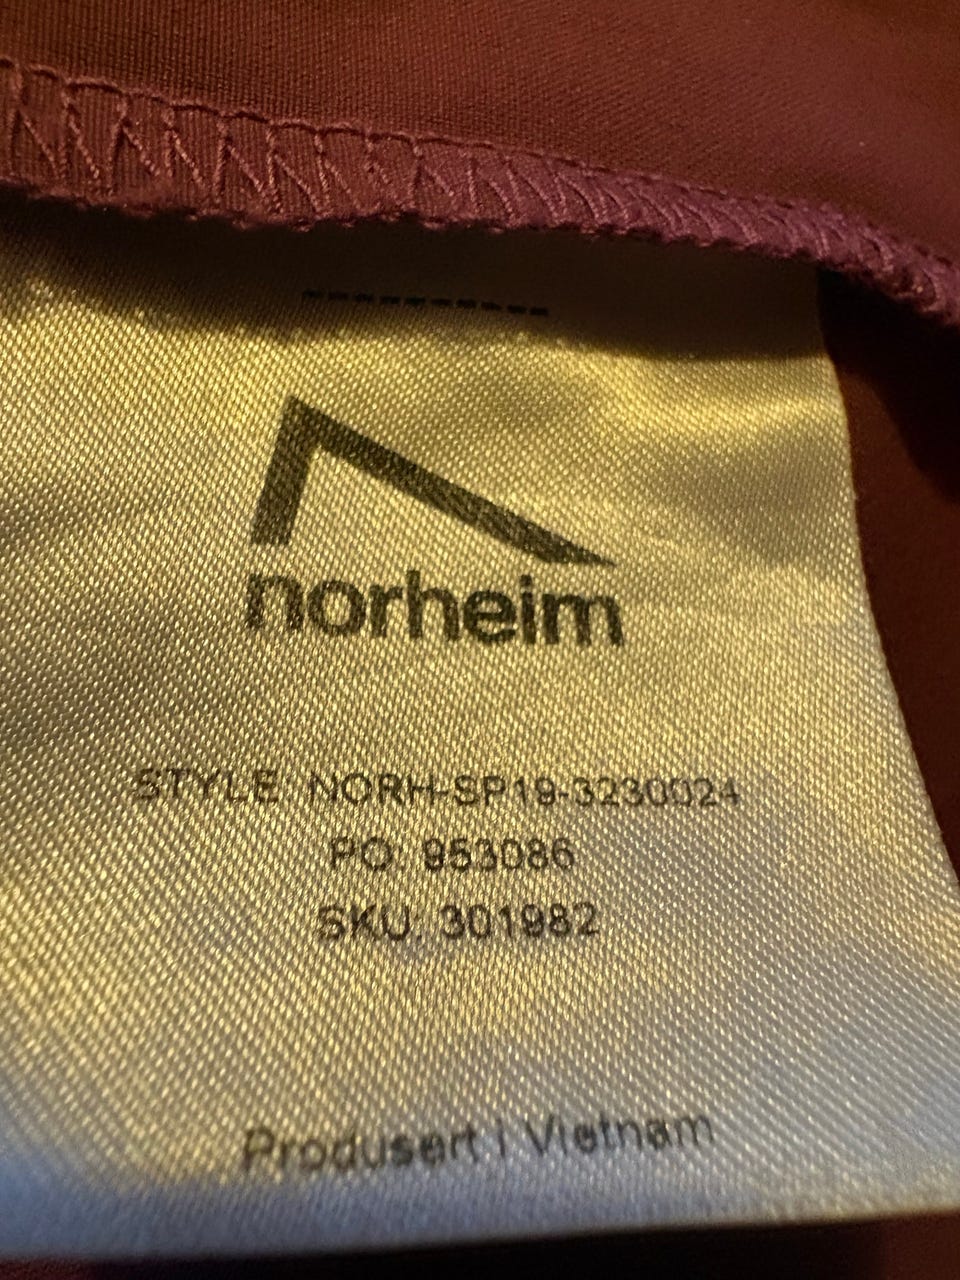 norheim
STYLE: NORH-SP19-3230024
PO: 953086
SKU: 301982
Produsert i Vietnam